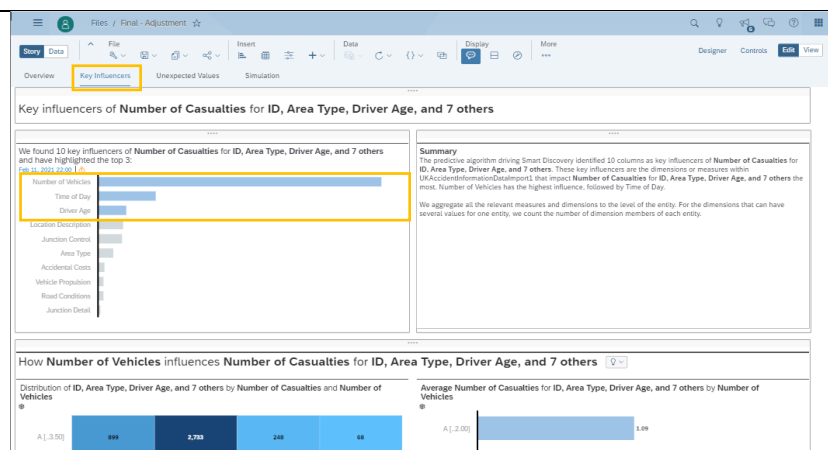 Files / Final - Adjustment
Story Data
File
Insert
Data
Display
More
Designer Controls Edit View
Overview Key Influencers Unexpected Values Simulation
Key influencers of Number of Casualties for ID, Area Type, Driver Age, and 7 others
We found 10 key influencers of Number of Casualties for ID, Area Type, Driver Age, and 7 others
and have highlighted the top 3:
Feb 11, 2021 22:00
Number of Vehicles
Time of Day
Driver Age
Location Description
Junction Control
Area Type
Accidental Costs
Vehicle Propulsion
Road Conditions
Junction Detail
Summary
The predictive algorithm driving Smart Discovery identified 10 columns as key influencers of Number of Casualties for
ID, Area Type, Driver Age, and 7 others. These key influencers are the dimensions or measures within
UKAccidentInformationDataImport1 that impact Number of Casualties for ID, Area Type, Driver Age, and 7 others the
most. Number of Vehicles has the highest influence, followed by Time of Day.
We aggregate all the relevant measures and dimensions to the level of the entity. For the dimensions that can have
several values for one entity, we count the number of dimension members of each entity.
How Number of Vehicles influences Number of Casualties for ID, Area Type, Driver Age, and 7 others
Distribution of ID, Area Type, Driver Age, and 7 others by Number of Casualties and Number of
Vehicles
A [..3.50] 899 2,733 248 68
Average Number of Casualties for ID, Area Type, Driver Age, and 7 others by Number of
Vehicles
A [..2.00] 1.09